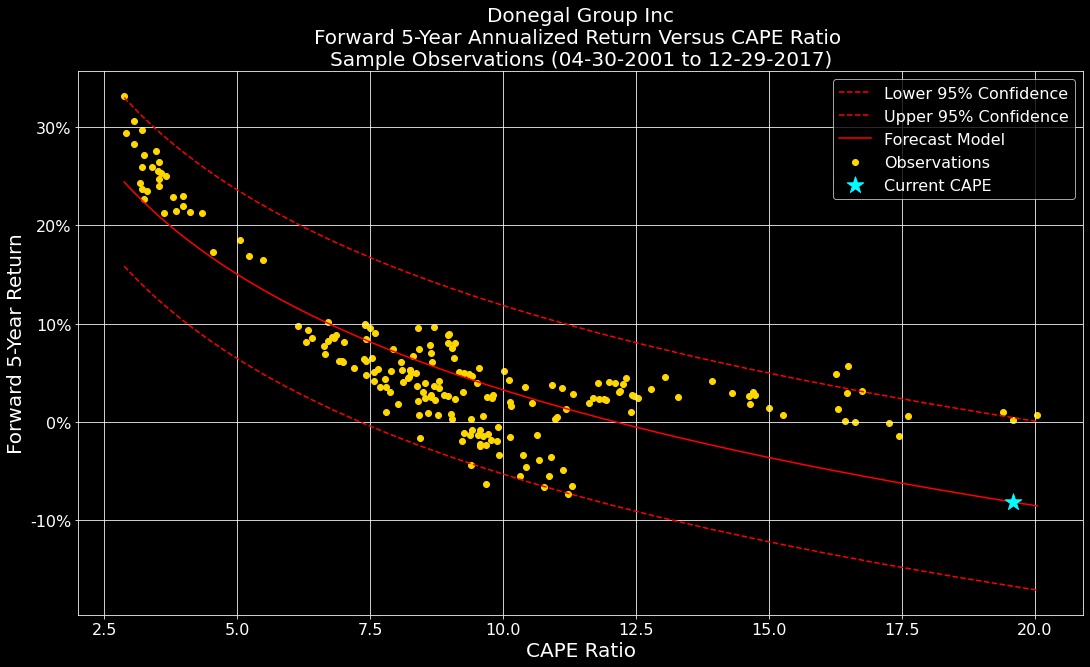 Donegal Group Inc
Forward 5-Year Annualized Return Versus CAPE Ratio
Sample Observations (04-30-2001 to 12-29-2017)
Lower 95% Confidence
Upper 95% Confidence
Forecast Model
Observations
Current CAPE
Forward 5-Year Return
30%
20%
10%
0%
-10%
2.5 5.0 7.5 10.0 12.5 15.0 17.5 20.0
CAPE Ratio